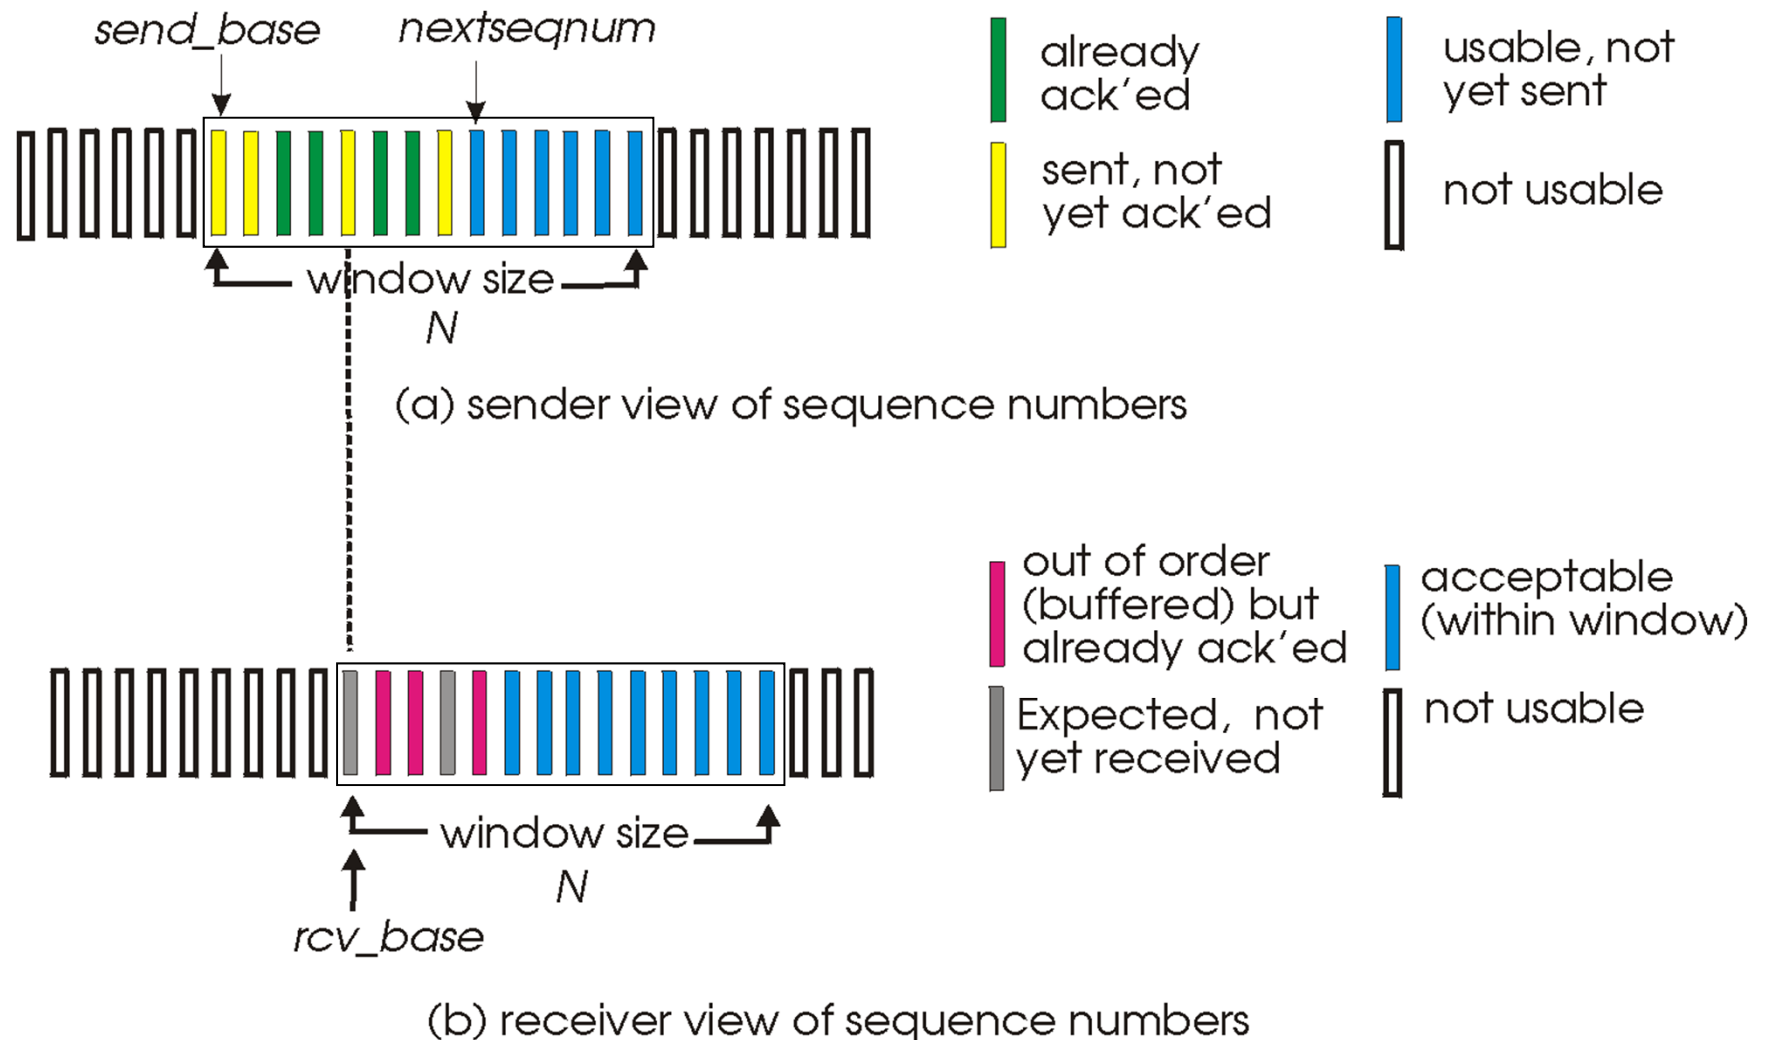 send_base
nextseqnum
already
ack'ed
usable, not
yet sent
sent, not
yet ack'ed
not usable
window size
N
(a) sender view of sequence numbers
out of order
(buffered) but
already ack'ed
acceptable
(within window)
Expected, not
yet received
not usable
window size
N
rcv_base
(b) receiver view of sequence numbers